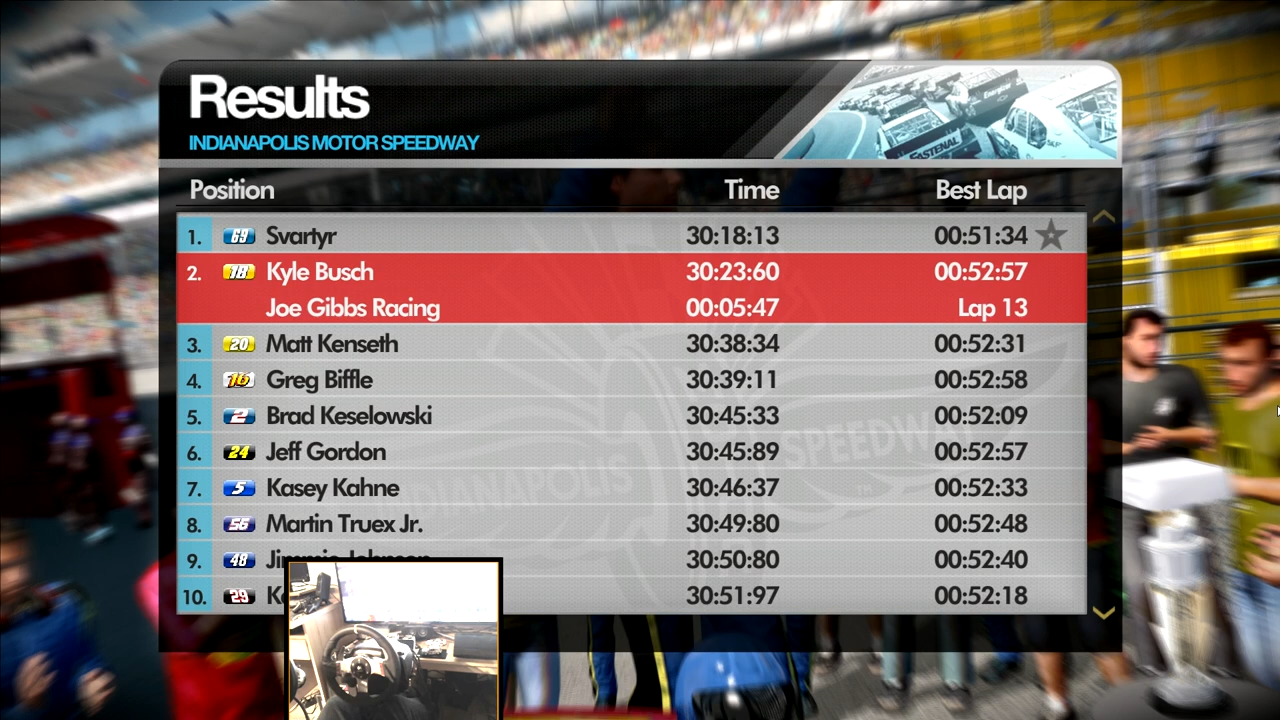 Results
INDIANAPOLIS MOTOR SPEEDWAY
FASTENAL
Position Time Best Lap
1. 69 Svartyr 30:18:13 00:51:34
2. 18 Kyle Busch 30:23:60 00:52:57
Joe Gibbs Racing 00:05:47 Lap 13
3. 20 Matt Kenseth 30:38:34 00:52:31
4. 16 Greg Biffle 30:39:11 00:52:58
5. 2 Brad Keselowski 30:45:33 00:52:09
6. 24 Jeff Gordon 30:45:89 00:52:57
7. 5 Kasey Kahne 30:46:37 00:52:33
8. 56 Martin Truex Jr. 30:49:80 00:52:48
9. 48 Jimmie Johnson 30:50:80 00:52:40
10. 29 30:51:97 00:52:18
INDIANAPOLIS SPEEDWAY